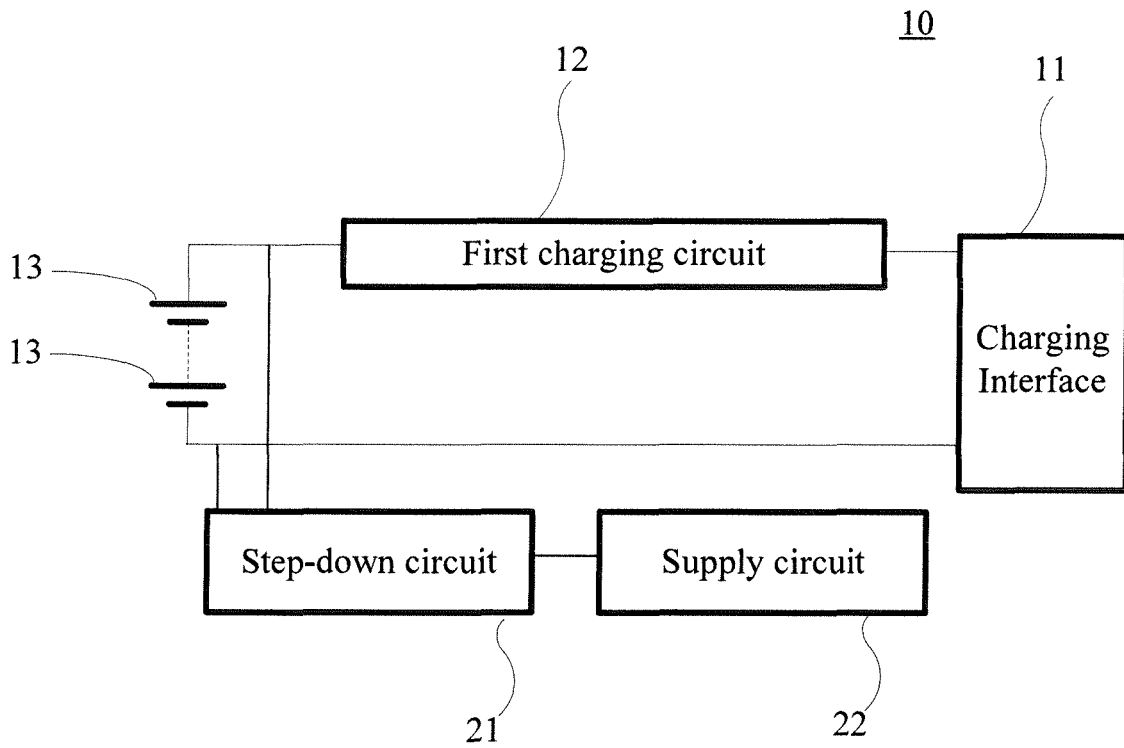 10
12
11
First charging circuit
13
13
Charging
Interface
Step-down circuit
Supply circuit
21
22